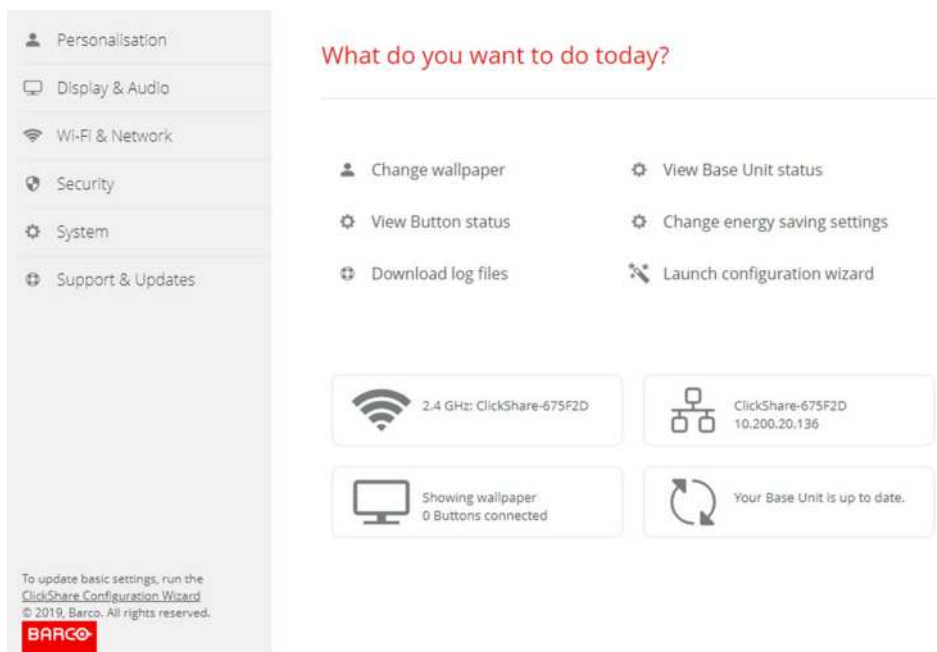 Personalisation
Display & Audio
Wi-Fi & Network
Security
System
Support & Updates
To update basic settings, run the
ClickShare Configuration Wizard
© 2019, Barco. All rights reserved.
BARCO
What do you want to do today?
Change wallpaper
View Base Unit status
View Button status
Change energy saving settings
Download log files
Launch configuration wizard
2.4 GHz: ClickShare-675F2D
ClickShare-675F2D
10.200.20.136
Showing wallpaper
0 Buttons connected
Your Base Unit is up to date.